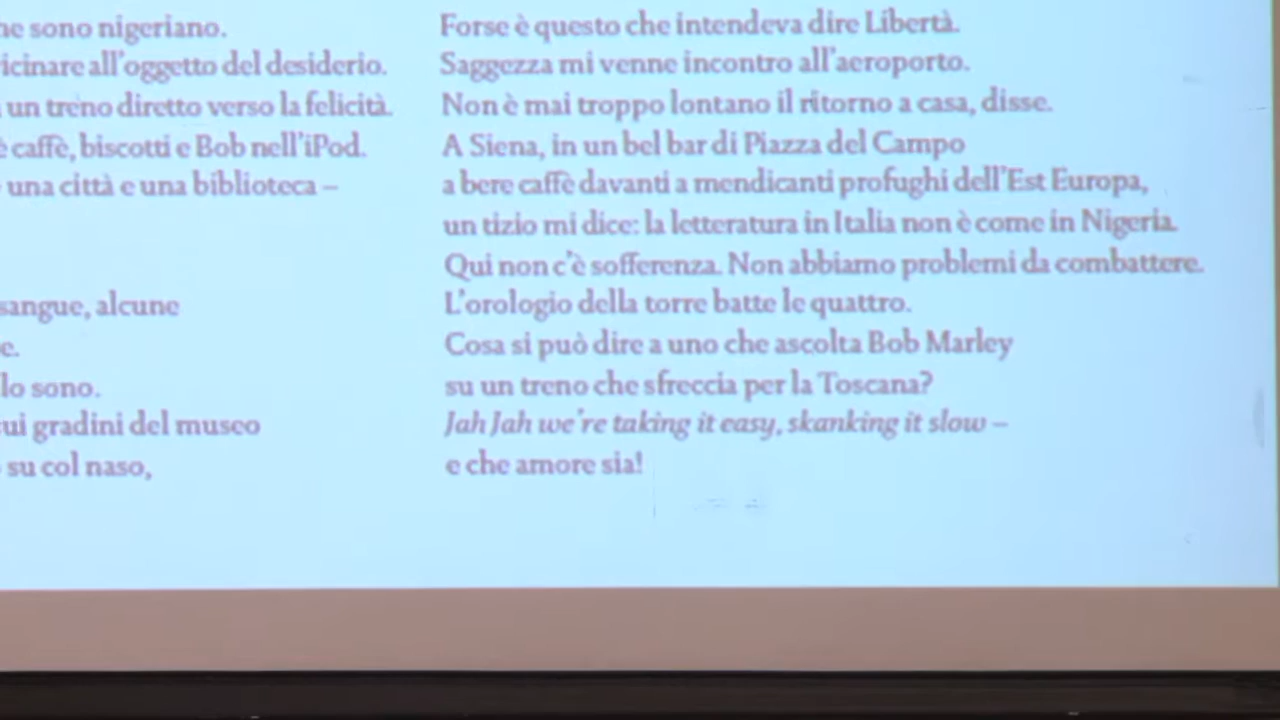 ne sono nigeriano.
icinare all'oggetto del desiderio.
un treno diretto verso la felicità.
è caffè, biscotti e Bob nell'iPod.
una città e una biblioteca –
sangue, alcune
e.
lo sono.
ui gradini del museo
su col naso,
Forse è questo che intendeva dire Libertà.
Saggezza mi venne incontro all'aeroporto.
Non è mai troppo lontano il ritorno a casa, disse.
A Siena, in un bel bar di Piazza del Campo
a bere caffè davanti a mendicanti profughi dell'Est Europa,
un tizio mi dice: la letteratura in Italia non è come in Nigeria.
Qui non c'è sofferenza. Non abbiamo problemi da combattere.
L'orologio della torre batte le quattro.
Cosa si può dire a uno che ascolta Bob Marley
su un treno che sfreccia per la Toscana?
Jah Jah we're taking it easy, skanking it slow –
e che amore sia!